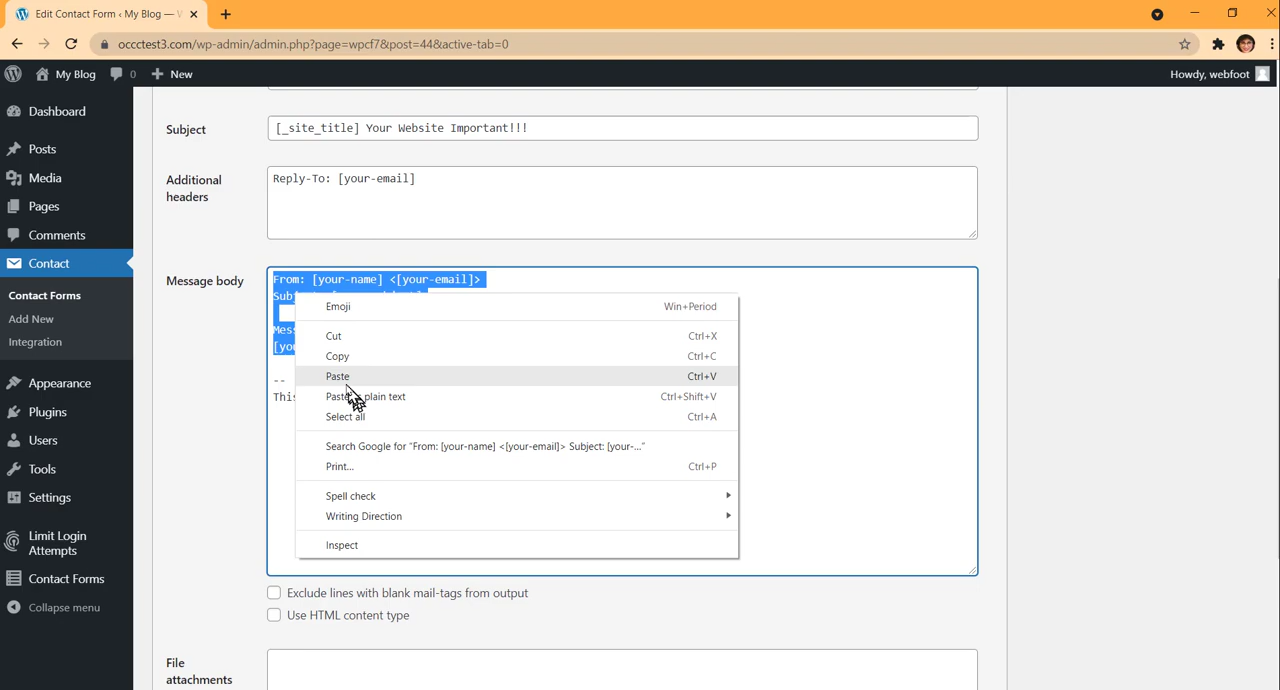 Edit Contact Form ‹ My Blog —
occctest3.com/wp-admin/admin.php?page=wpcf7&post=44&active-tab=0
My Blog 0 New Howdy, webfoot
Dashboard
Posts
Media
Pages
Comments
Contact
Contact Forms
Add New
Integration
Appearance
Plugins
Users
Tools
Settings
Limit Login
Attempts
Contact Forms
Collapse menu
Subject [_site_title] Your Website Important!!!
Additional
headers
Reply-To: [your-email]
Message body
From: [your-name] <[your-email]>
Emoji Win+Period
Cut Ctrl+X
Copy Ctrl+C
Paste Ctrl+V
plain text Ctrl+Shift+V
Select all Ctrl+A
Search Google for "From: [your-name] <[your-email]> Subject: [your-..."
Print... Ctrl+P
Spell check
Writing Direction
Inspect
--
Exclude lines with blank mail-tags from output
Use HTML content type
File
attachments